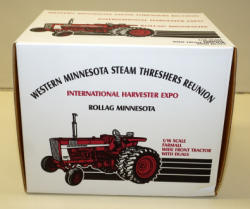 WESTERN MINNESOTA STEAM THRESHERS REUNION
INTERNATIONAL HARVESTER EXPO
ROLLAG MINNESOTA
1/16 SCALE
FARMALL
WIDE FRONT TRACTOR
WITH DUALS